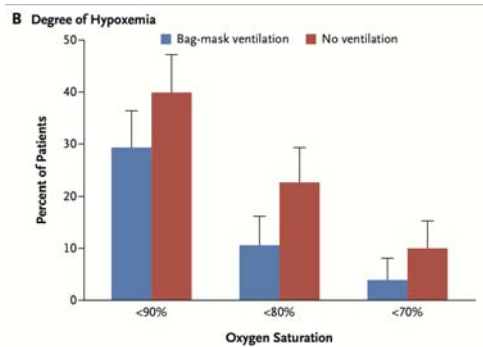 B Degree of Hypoxemia
Bag-mask ventilation No ventilation
50
40
30
20
10
0
Percent of Patients
<90% <80% <70%
Oxygen Saturation